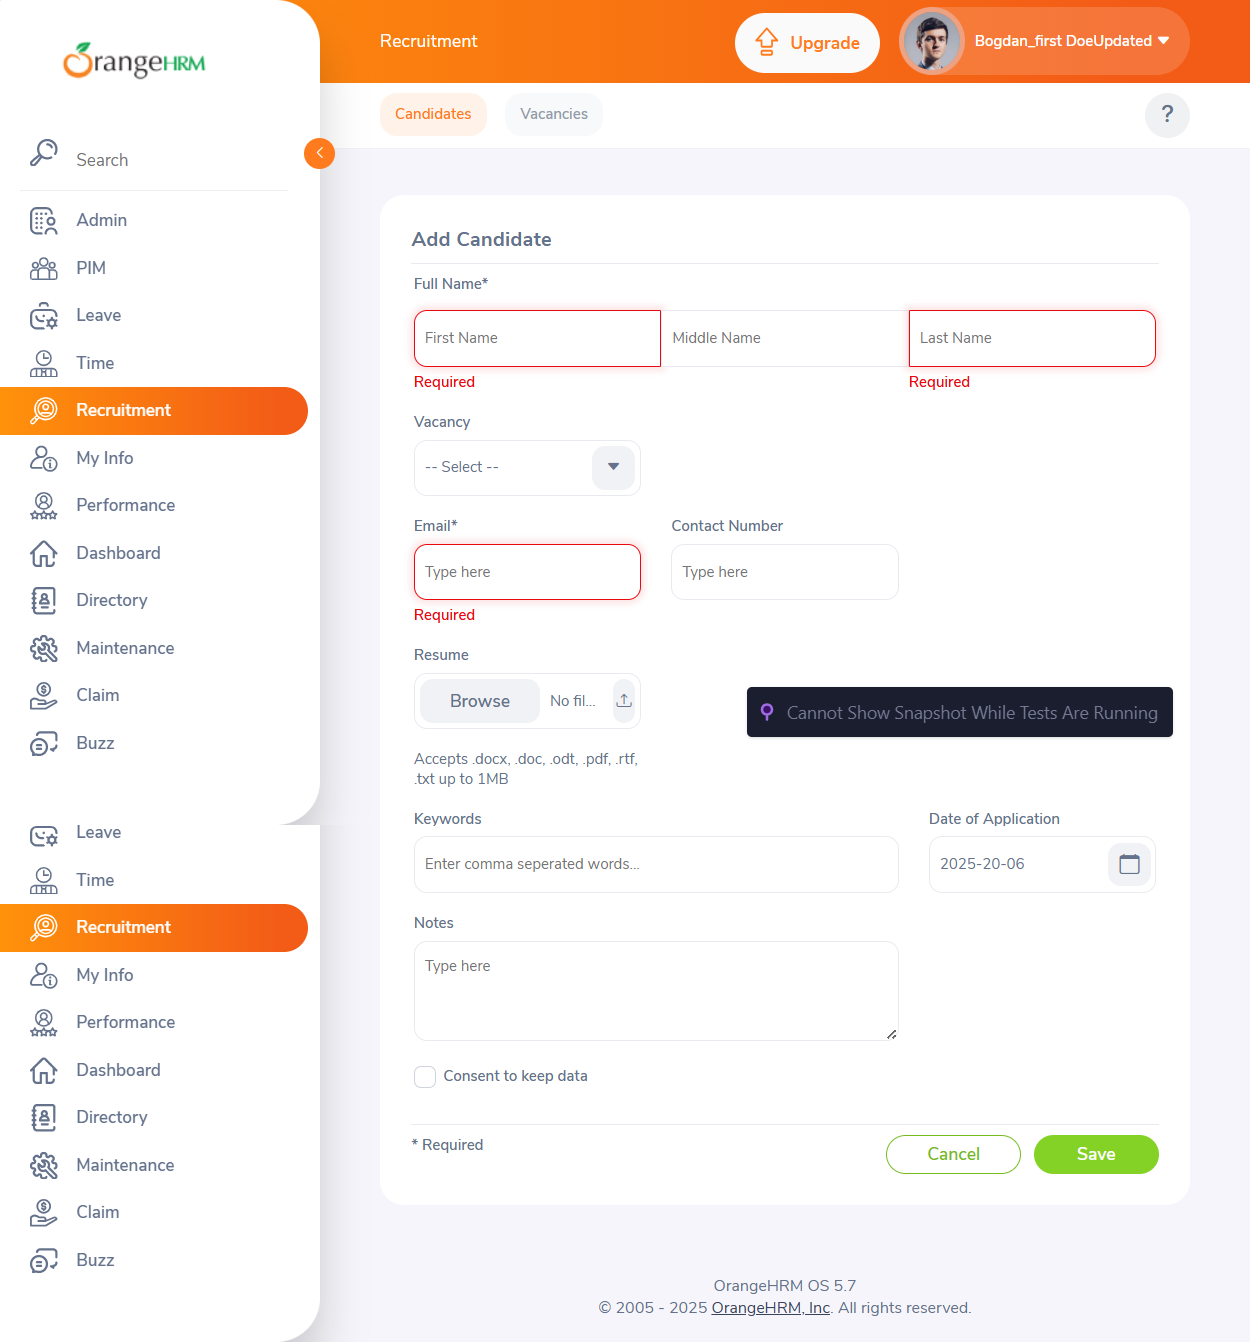 OrangeHRM
Recruitment
Upgrade
Bogdan_first DoeUpdated
Candidates
Vacancies
?
Search
Admin
PIM
Leave
Time
Recruitment
My Info
Performance
Dashboard
Directory
Maintenance
Claim
Buzz
Leave
Time
Recruitment
My Info
Performance
Dashboard
Directory
Maintenance
Claim
Buzz
Add Candidate
Full Name*
First Name
Middle Name
Last Name
Required
Required
Vacancy
-- Select --
Email*
Contact Number
Type here
Type here
Required
Resume
Browse
No fil...
Cannot Show Snapshot While Tests Are Running
Accepts .docx, .doc, .odt, .pdf, .rtf,
.txt up to 1MB
Keywords
Date of Application
Enter comma seperated words...
2025-20-06
Notes
Type here
Consent to keep data
* Required
Cancel
Save
OrangeHRM OS 5.7
© 2005 - 2025 OrangeHRM, Inc. All rights reserved.